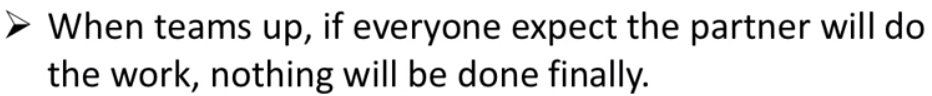 ➢ When teams up, if everyone expect the partner will do
the work, nothing will be done finally.